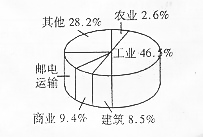 其他 28.2%
农业 2.6%
工业 46.5%
邮电
运输
商业 9.4%
建筑 8.5%